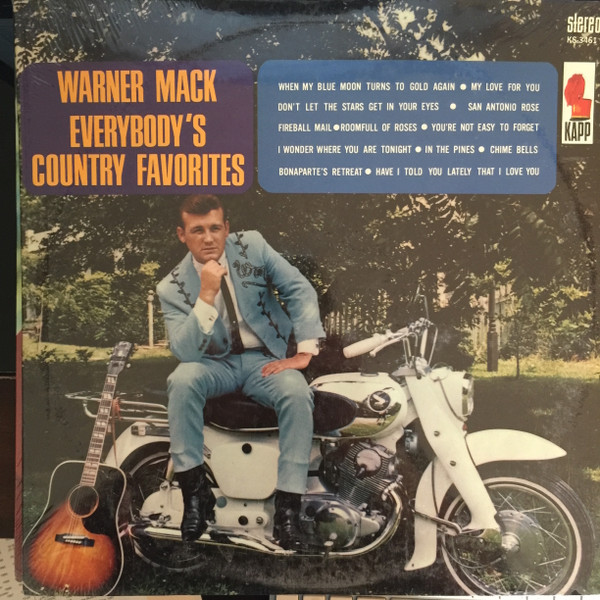 stereo
KS 3461
WARNER MACK
EVERYBODY'S
COUNTRY FAVORITES
WHEN MY BLUE MOON TURNS TO GOLD AGAIN ● MY LOVE FOR YOU
DON'T LET THE STARS GET IN YOUR EYES ● SAN ANTONIO ROSE
FIREBALL MAIL ● ROOMFULL OF ROSES ● YOU'RE NOT EASY TO FORGET
I WONDER WHERE YOU ARE TONIGHT ● IN THE PINES ● CHIME BELLS
BONAPARTE'S RETREAT ● HAVE I TOLD YOU LATELY THAT I LOVE YOU
KAPP